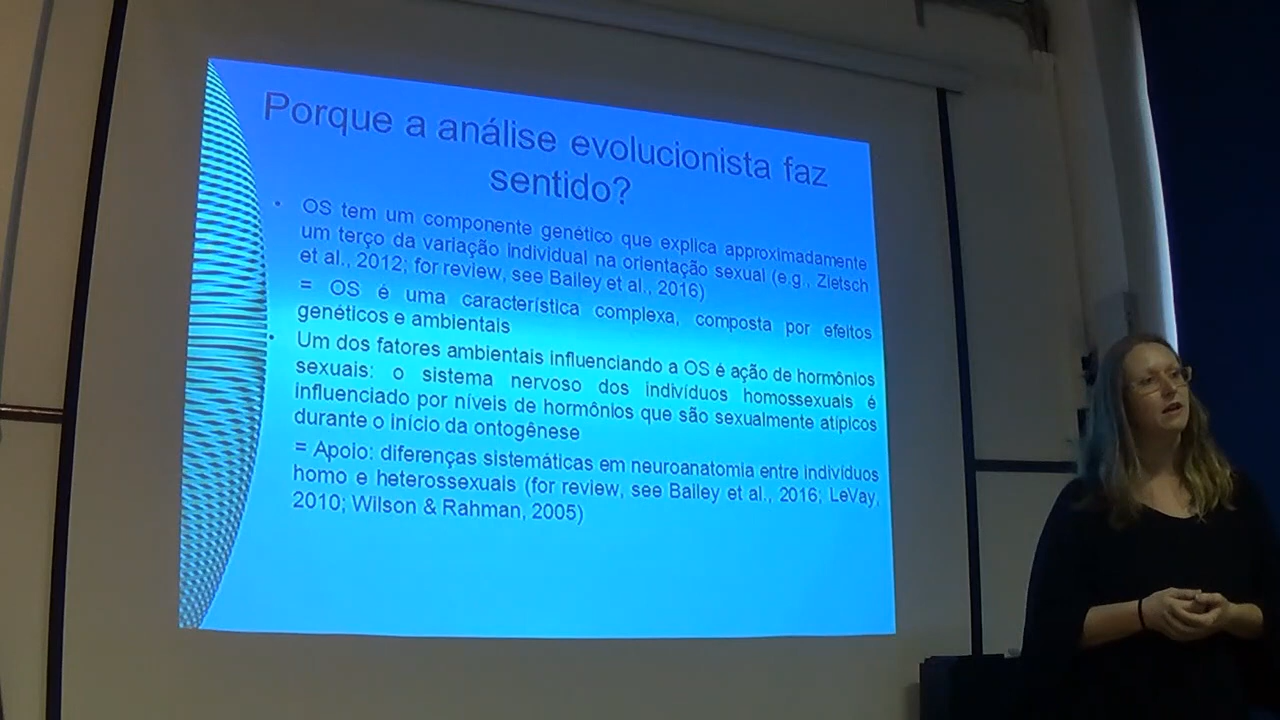 Porque a análise evolucionista faz
sentido?
• OS tem um componente genético que explica approximadamente
um terço da variação individual na orientação sexual (e.g., Zietsch
et al., 2012; for review, see Bailey et al., 2016)
= OS é uma característica complexa, composta por efeitos
genéticos e ambientais
• Um dos fatores ambientais influenciando a OS é ação de hormônios
sexuais: o sistema nervoso dos indivíduos homossexuais é
influenciado por níveis de hormônios que são sexualmente atípicos
durante o início da ontogênese
= Apoio: diferenças sistemáticas em neuroanatomia entre indivíduos
homo e heterossexuais (for review, see Bailey et al., 2016; LeVay,
2010; Wilson & Rahman, 2005)